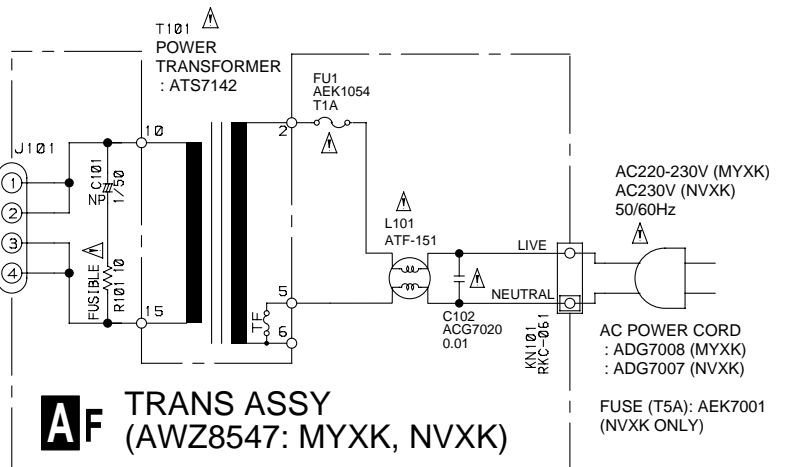 T101
POWER
TRANSFORMER
: ATS7142
FU1
AEK1054
T1A
J101
1
2
3
4
10
15
C101
NP 1/50
FUSIBLE
R101 10
2
5
6
TF
L101
ATF-151
LIVE
NEUTRAL
C102
ACG7020
0.01
KN101
RKC-061
AC220-230V (MYXK)
AC230V (NVXK)
50/60Hz
AC POWER CORD
: ADG7008 (MYXK)
: ADG7007 (NVXK)
FUSE (T5A): AEK7001
(NVXK ONLY)
AF TRANS ASSY
(AWZ8547: MYXK, NVXK)